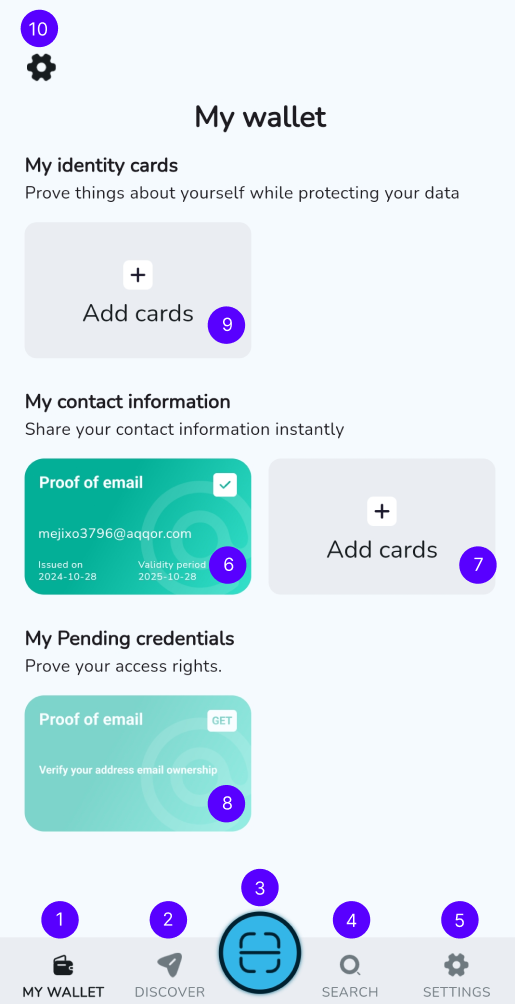 10
My wallet
My identity cards
Prove things about yourself while protecting your data
Add cards
9
My contact information
Share your contact information instantly
Proof of email
mejixo3796@aqqor.com
Issued on
2024-10-28
Validity period
2025-10-28
6
Add cards
7
My Pending credentials
Prove your access rights.
Proof of email
GET
Verify your address email ownership
8
1
2
3
4
5
MY WALLET
DISCOVER
SEARCH
SETTINGS